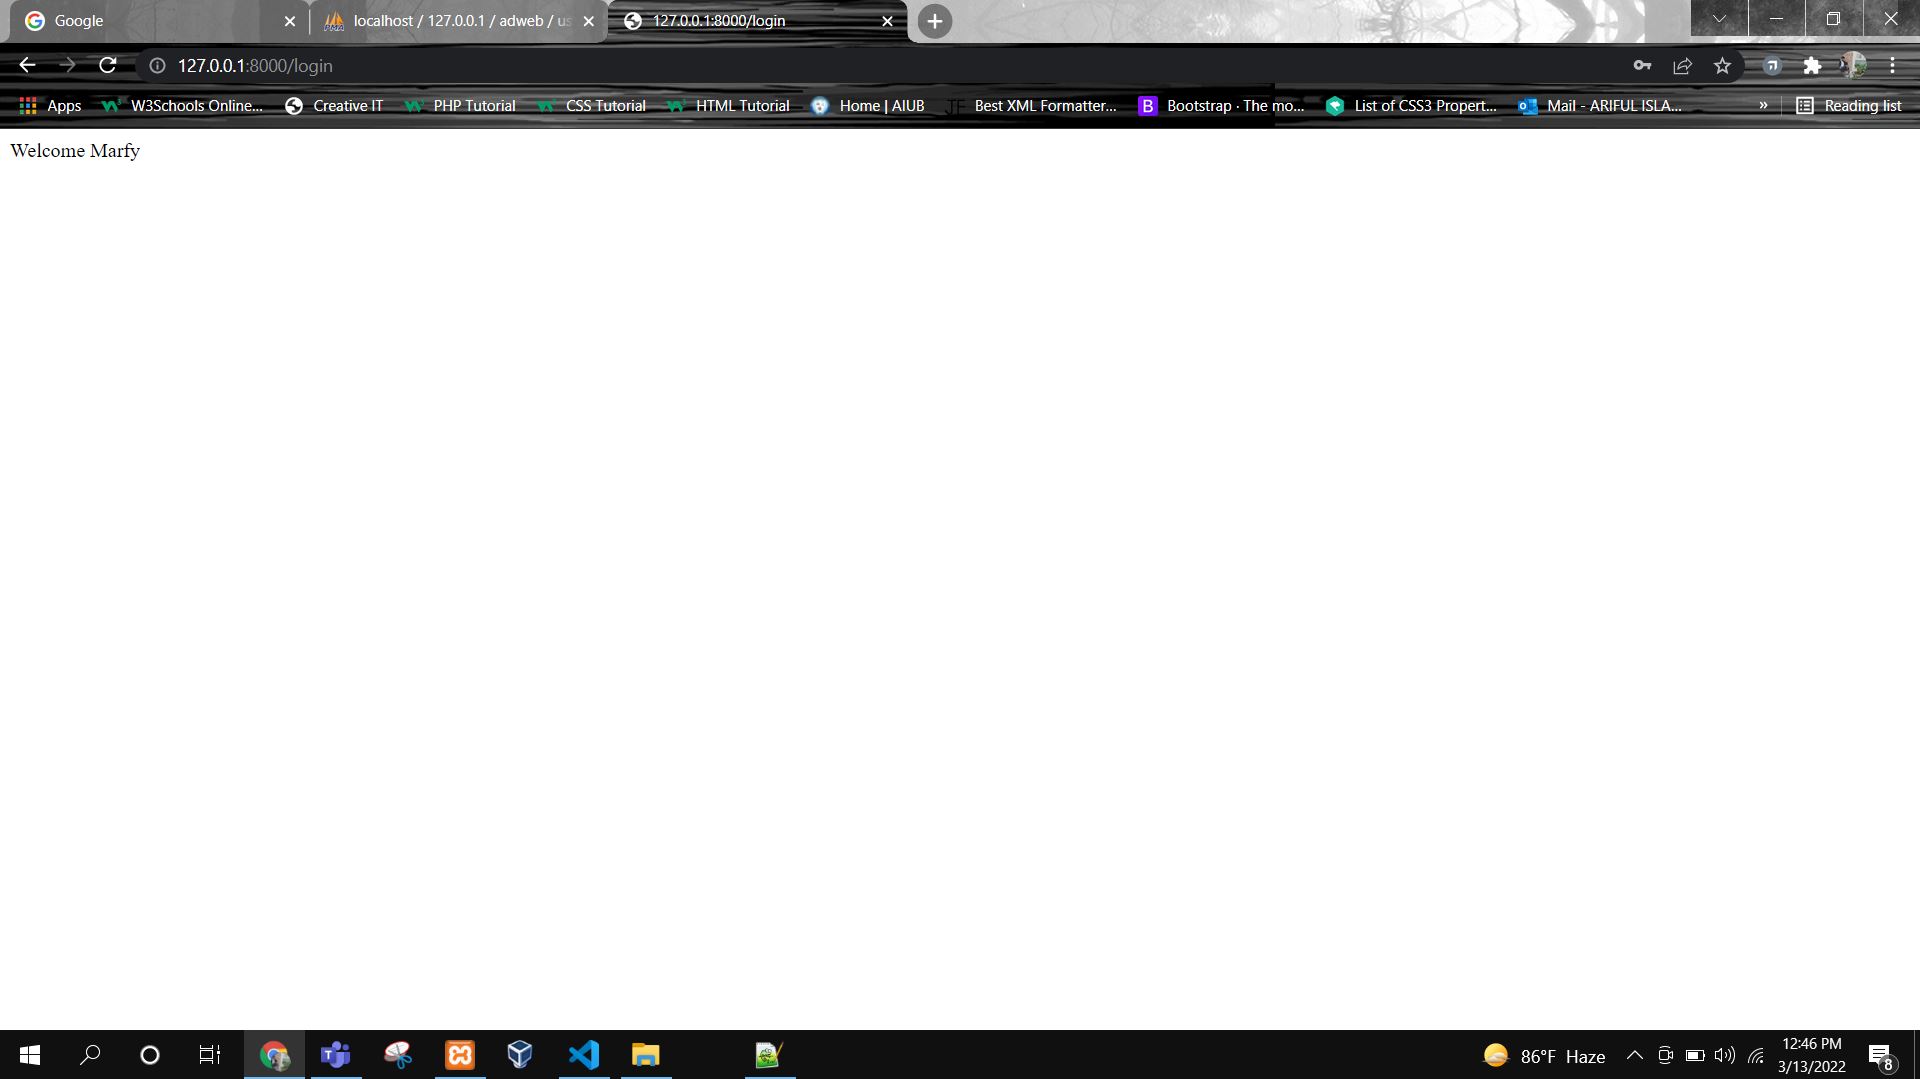 Google
localhost / 127.0.0.1 / adweb / us
127.0.0.1:8000/login
127.0.0.1:8000/login
Apps W3Schools Online... Creative IT PHP Tutorial CSS Tutorial HTML Tutorial Home | AIUB JF Best XML Formatter... B Bootstrap · The mo... List of CSS3 Propert... Mail - ARIFUL ISLA... » Reading list
Welcome Marfy
86°F Haze
12:46 PM
3/13/2022
8